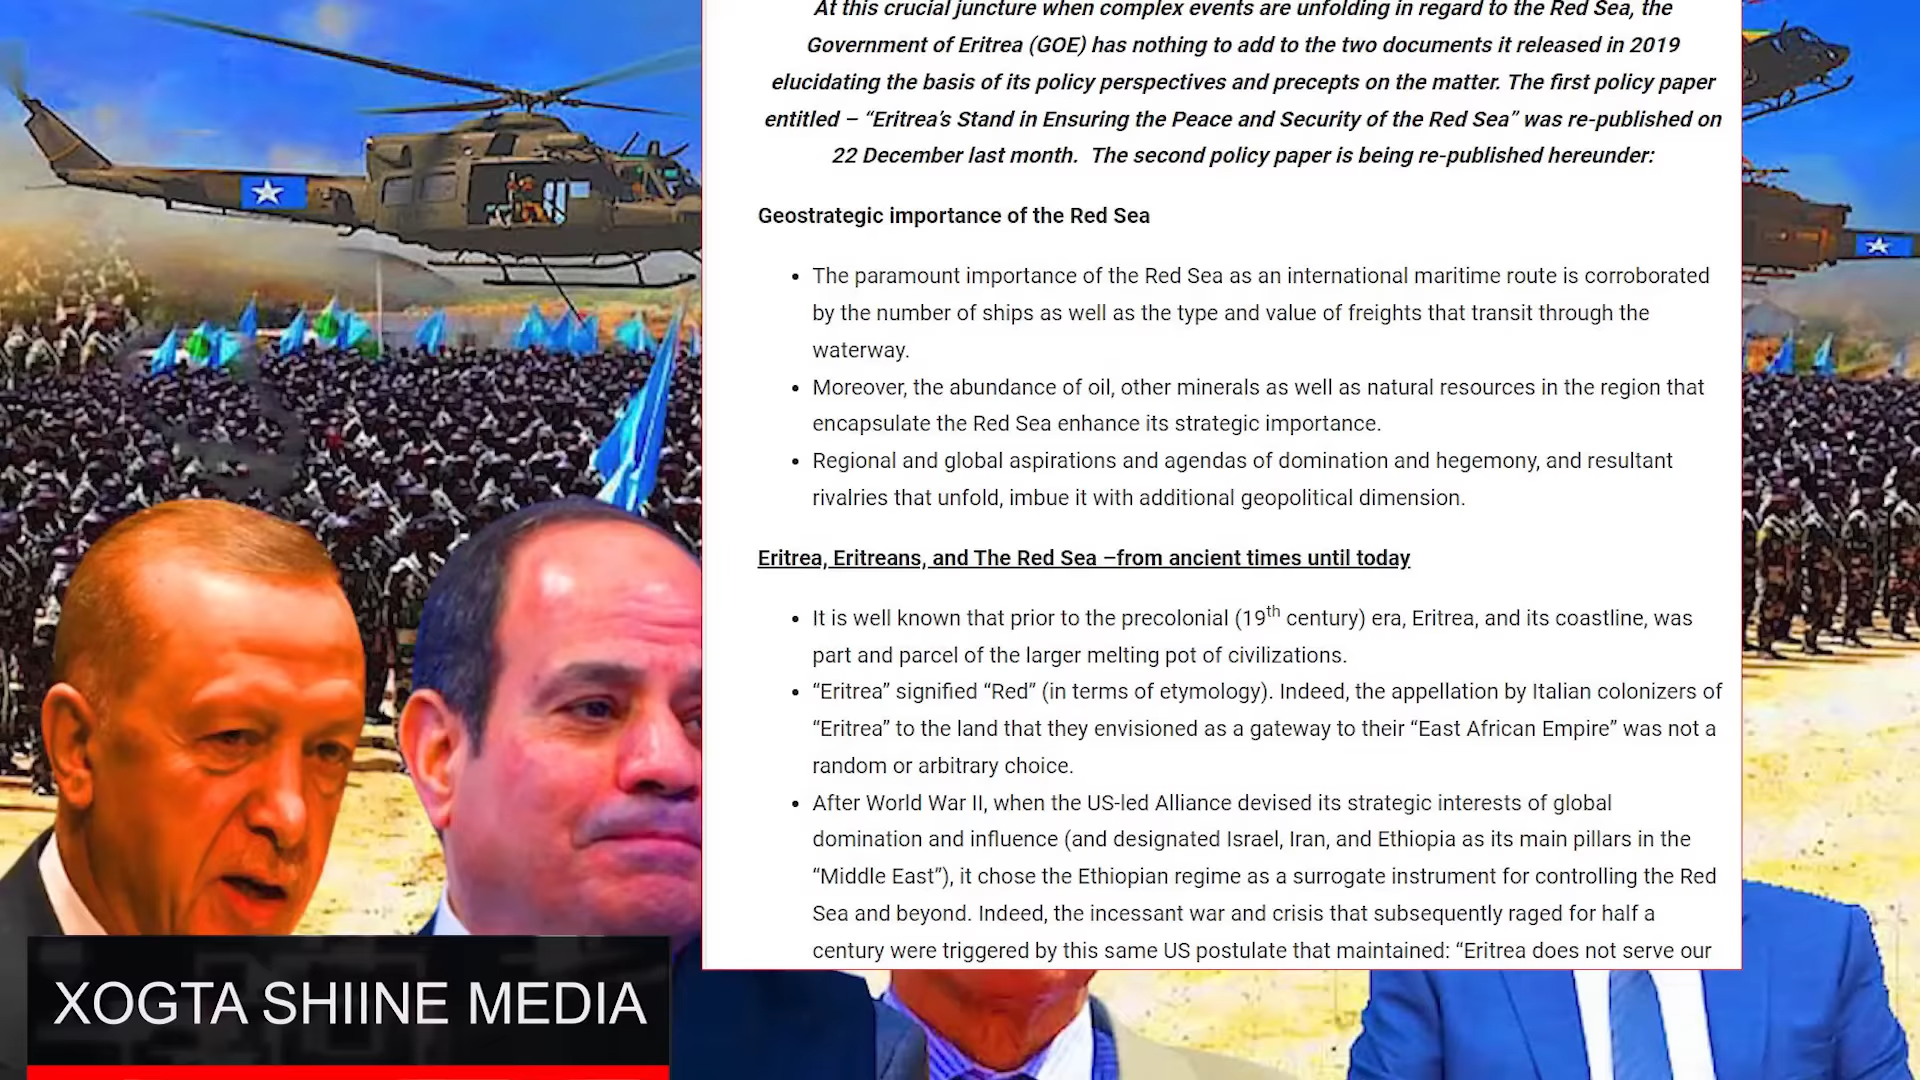 At this crucial juncture when complex events are unfolding in regard to the Red Sea, the
Government of Eritrea (GOE) has nothing to add to the two documents it released in 2019
elucidating the basis of its policy perspectives and precepts on the matter. The first policy paper
entitled – “Eritrea’s Stand in Ensuring the Peace and Security of the Red Sea” was re-published on
22 December last month.  The second policy paper is being re-published hereunder:
Geostrategic importance of the Red Sea
• The paramount importance of the Red Sea as an international maritime route is corroborated
by the number of ships as well as the type and value of freights that transit through the
waterway.
• Moreover, the abundance of oil, other minerals as well as natural resources in the region that
encapsulate the Red Sea enhance its strategic importance.
• Regional and global aspirations and agendas of domination and hegemony, and resultant
rivalries that unfold, imbue it with additional geopolitical dimension.
Eritrea, Eritreans, and The Red Sea –from ancient times until today
• It is well known that prior to the precolonial (19th century) era, Eritrea, and its coastline, was
part and parcel of the larger melting pot of civilizations.
• “Eritrea” signified “Red” (in terms of etymology). Indeed, the appellation by Italian colonizers of
“Eritrea” to the land that they envisioned as a gateway to their “East African Empire” was not a
random or arbitrary choice.
• After World War II, when the US-led Alliance devised its strategic interests of global
domination and influence (and designated Israel, Iran, and Ethiopia as its main pillars in the
“Middle East”), it chose the Ethiopian regime as a surrogate instrument for controlling the Red
Sea and beyond. Indeed, the incessant war and crisis that subsequently raged for half a
century were triggered by this same US postulate that maintained: “Eritrea does not serve our
XOGTA SHIINE MEDIA